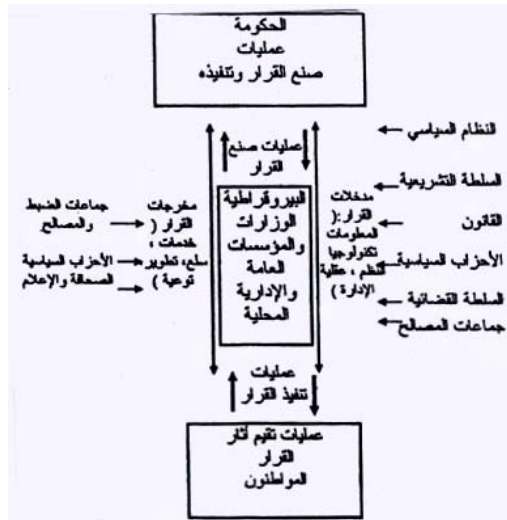 الحكومة
عمليات
صنع القرار وتنفيذه
النظام السياسي
السلطة التشريعية
القانون
الأحزاب السياسية
السلطة القضائية
جماعات المصالح
عمليات صنع
القرار
مدخلات
القرار:(
المعلومات
تكنولوجيا
النظم ، عقلية
الإدارة )
البيروقراطية
الوزارات
والمؤسسات
العامة
والإدارية
المحلية
مخرجات
القرار (
خدمات ،
سلع، تطوير
توعية )
جماعات الضبط
والمصالح
الأحزاب السياسية
الصحافة والإعلام
عمليات
تنفيذ القرار
عمليات تقيم أثار
القرار
المواطنون